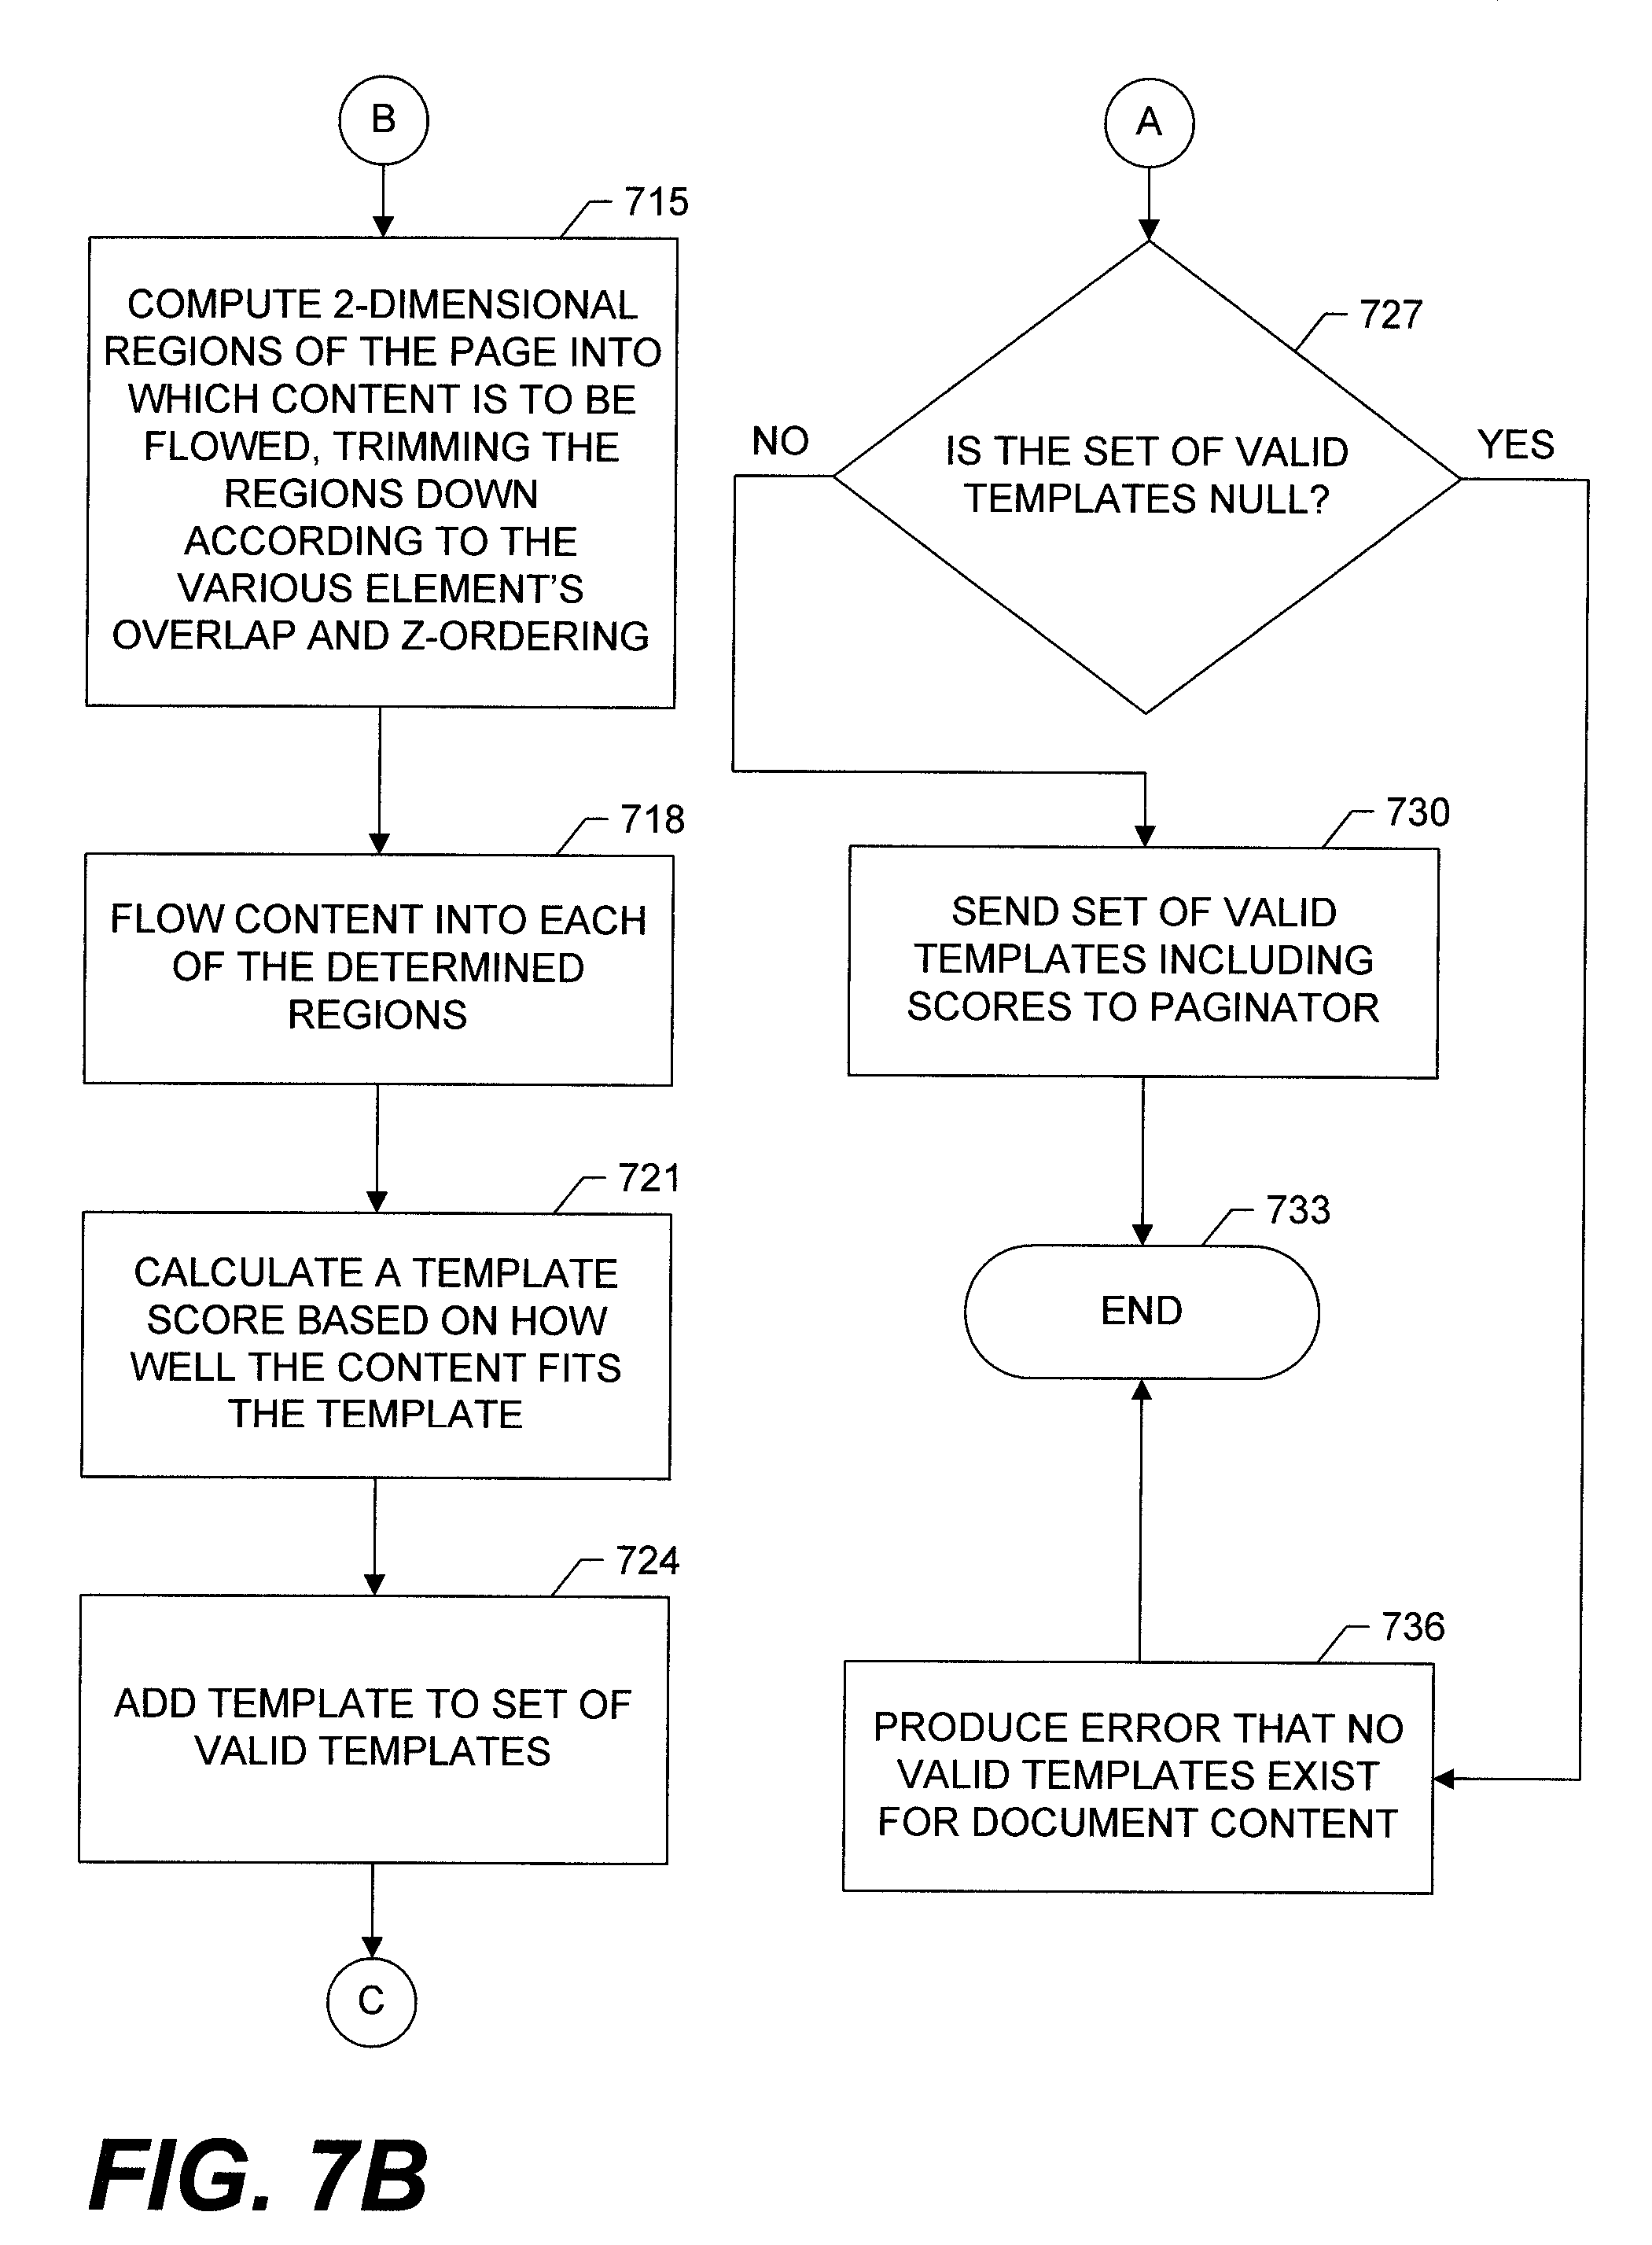 B
715
COMPUTE 2-DIMENSIONAL
REGIONS OF THE PAGE INTO
WHICH CONTENT IS TO BE
FLOWED, TRIMMING THE
REGIONS DOWN
ACCORDING TO THE
VARIOUS ELEMENT'S
OVERLAP AND Z-ORDERING
718
FLOW CONTENT INTO EACH
OF THE DETERMINED
REGIONS
721
CALCULATE A TEMPLATE
SCORE BASED ON HOW
WELL THE CONTENT FITS
THE TEMPLATE
724
ADD TEMPLATE TO SET OF
VALID TEMPLATES
C
A
727
NO
YES
IS THE SET OF VALID
TEMPLATES NULL?
730
SEND SET OF VALID
TEMPLATES INCLUDING
SCORES TO PAGINATOR
733
END
736
PRODUCE ERROR THAT NO
VALID TEMPLATES EXIST
FOR DOCUMENT CONTENT
FIG. 7B